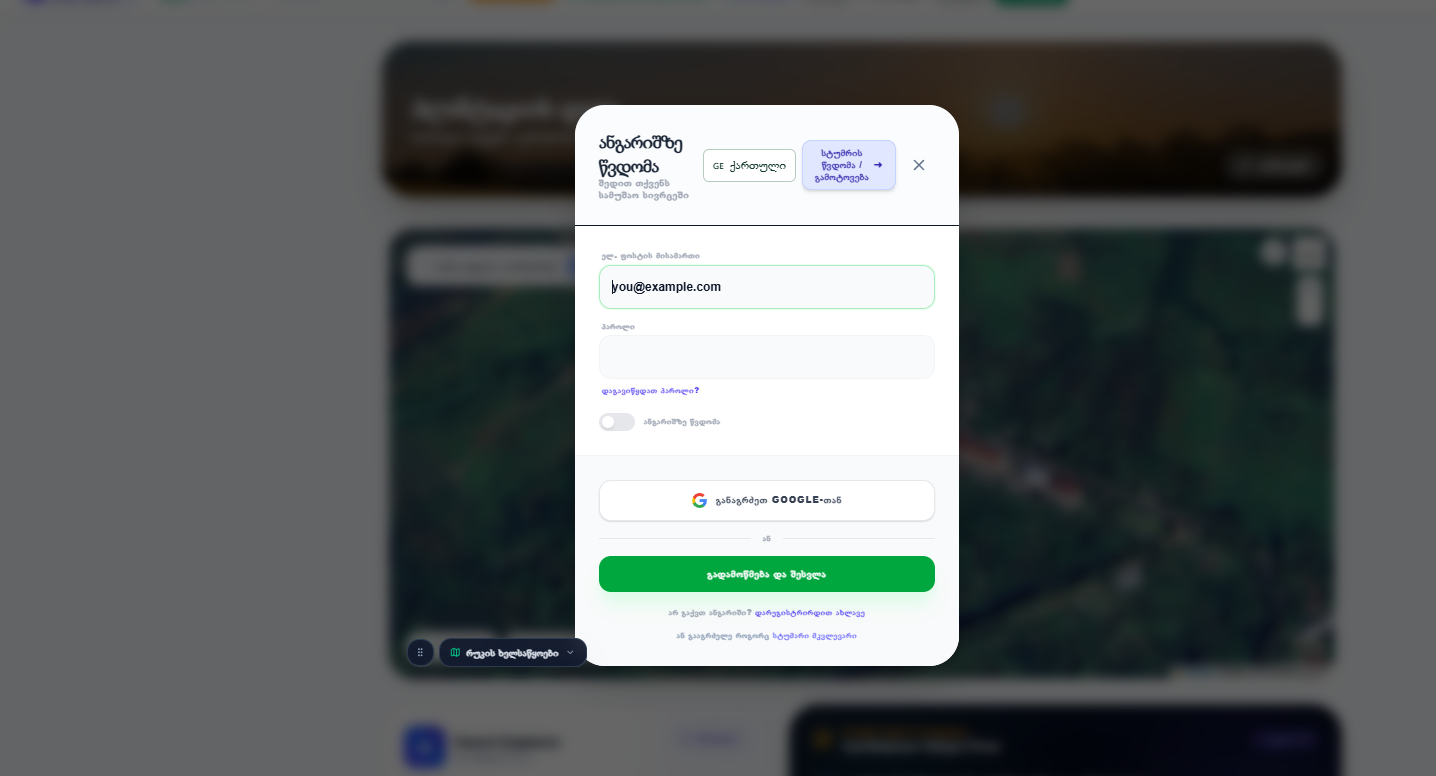 ანგარიშზე
წვდომა
შედით თქვენს
სამუშაო სივრცეში
GE ქართული
სტუმრის
წვდომა /
გამოტოვება
ელ- ფოსტის მისამართი
you@example.com
პაროლი
დაგავიწყდათ პაროლი?
ანგარიშზე წვდომა
განაგრძეთ GOOGLE-თან
ან
გადამოწმება და შესვლა
არ გაქვთ ანგარიში? დარეგისტრირდით ახლავე
ან გააგრძელე როგორც სტუმარი მკვლევარი
რუკის ხელსაწყოები